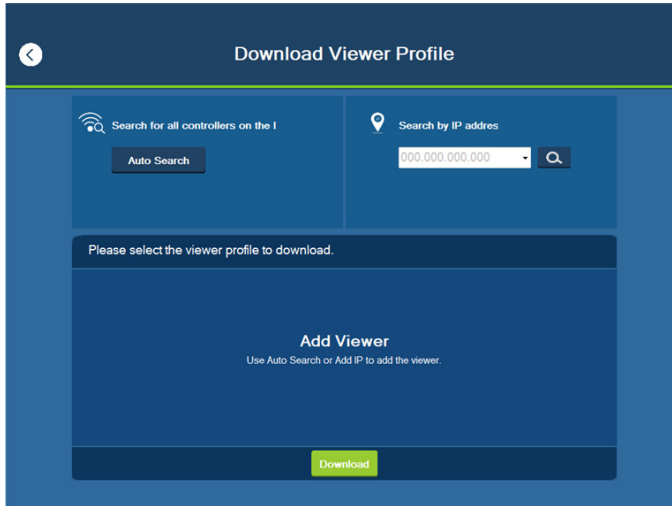 Download Viewer Profile
Search for all controllers on the l
Auto Search
Search by IP addres
000.000.000.000
Please select the viewer profile to download.
Add Viewer
Use Auto Search or Add IP to add the viewer.
Download